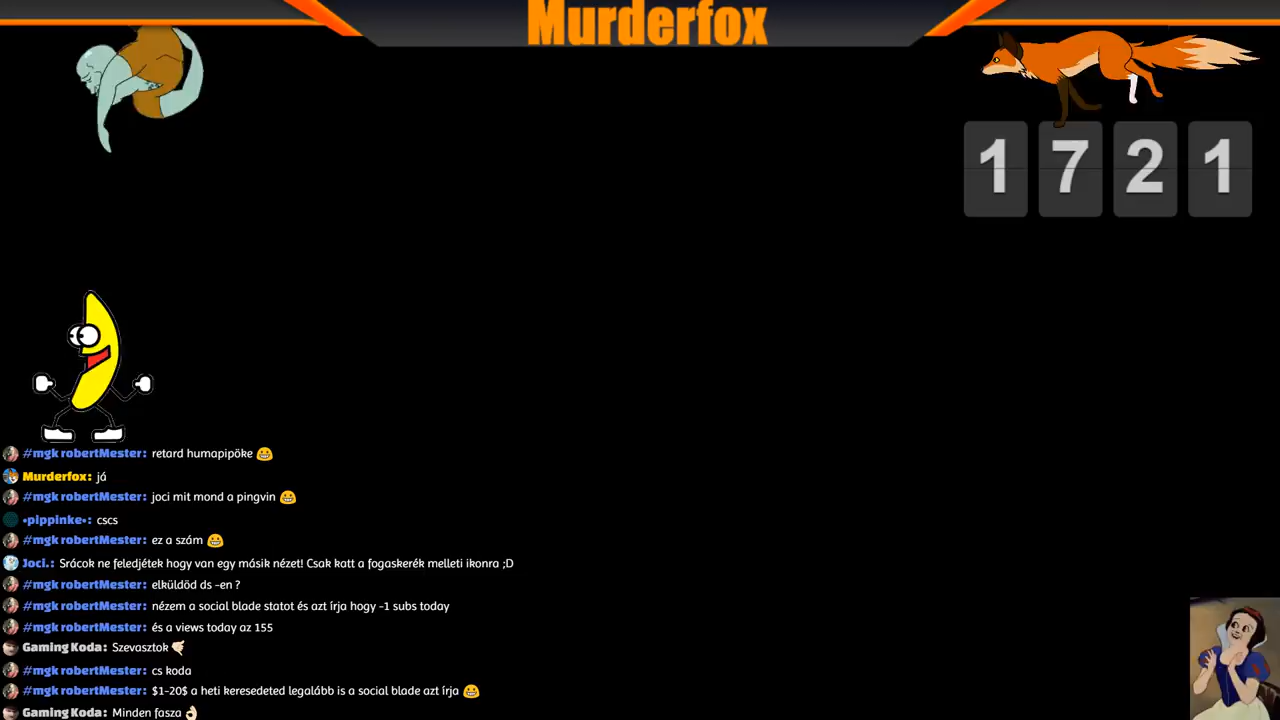 Murderfox
1721
#mgk robertMester: retard humapipöke 😀
Murderfox: já
#mgk robertMester: joci mit mond a pingvin 😀
•pippinke•: cscs
#mgk robertMester: ez a szám 😀
Joci.: Srácok ne feledjétek hogy van egy másik nézet! Csak katt a fogaskerék melleti ikonra ;D
#mgk robertMester: elküldöd ds -en ?
#mgk robertMester: nézem a social blade statot és azt írja hogy -1 subs today
#mgk robertMester: és a views today az 155
Gaming Koda: Szevasztok 🤙🏻
#mgk robertMester: cs koda
#mgk robertMester: $1-20$ a heti keresedeted legalább is a social blade azt írja 😀
Gaming Koda: Minden fasza 👌🏻